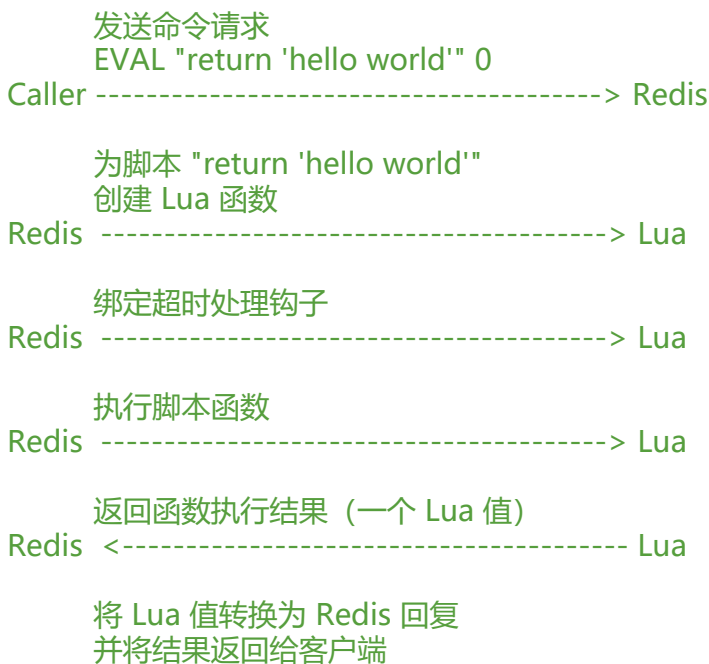 发送命令请求
EVAL "return 'hello world'" 0
Caller ----------------------------------------> Redis
为脚本 "return 'hello world'"
创建 Lua 函数
Redis ----------------------------------------> Lua
绑定超时处理钩子
Redis ----------------------------------------> Lua
执行脚本函数
Redis ----------------------------------------> Lua
返回函数执行结果（一个 Lua 值）
Redis <---------------------------------------- Lua
将 Lua 值转换为 Redis 回复
并将结果返回给客户端